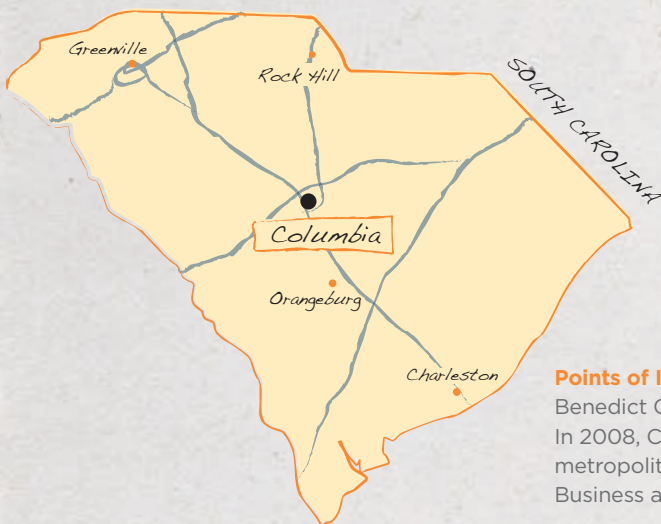 Greenville
Rock Hill
SOUTH CAROLINA
Columbia
Orangeburg
Charleston
Points of
Benedict
In 2008,
metropolit
Business a